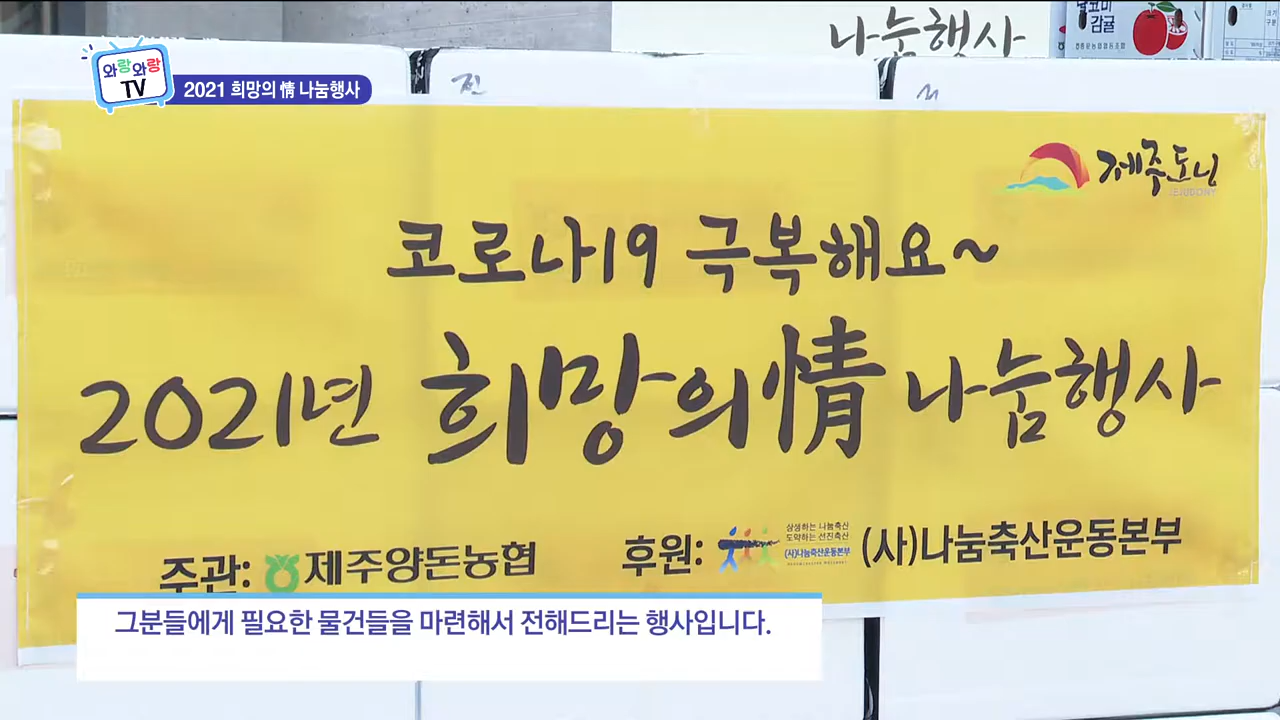 나눔행사
감귤
와랑와랑
TV
2021 희망의 情 나눔행사
제주도니
JEJUDONY
코로나19 극복해요~
2021년 희망의情 나눔행사
주관: 제주양돈농협
후원: 상생하는 나눔축산
도약하는 선진축산
(사)나눔축산운동본부
(사)나눔축산운동본부
그분들에게 필요한 물건들을 마련해서 전해드리는 행사입니다.